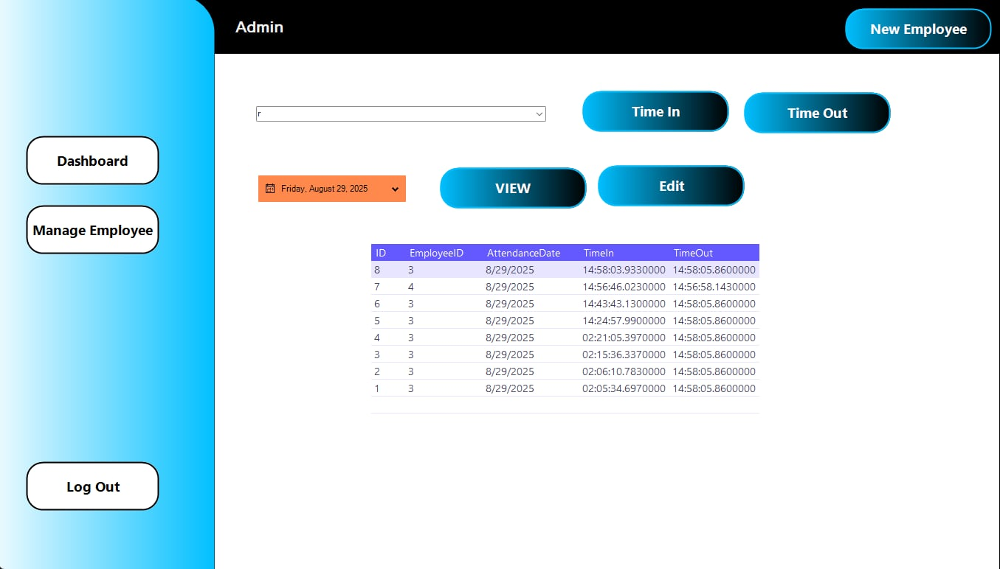 Admin
New Employee
r
Time In
Time Out
Dashboard
Friday, August 29, 2025
VIEW
Edit
Manage Employee
ID EmployeeID AttendanceDate TimeIn TimeOut
8 3 8/29/2025 14:58:03.9330000 14:58:05.8600000
7 4 8/29/2025 14:56:46.0230000 14:56:58.1430000
6 3 8/29/2025 14:43:43.1300000 14:58:05.8600000
5 3 8/29/2025 14:24:57.9900000 14:58:05.8600000
4 3 8/29/2025 02:21:05.3970000 14:58:05.8600000
3 3 8/29/2025 02:15:36.3370000 14:58:05.8600000
2 3 8/29/2025 02:06:10.7830000 14:58:05.8600000
1 3 8/29/2025 02:05:34.6970000 14:58:05.8600000
Log Out